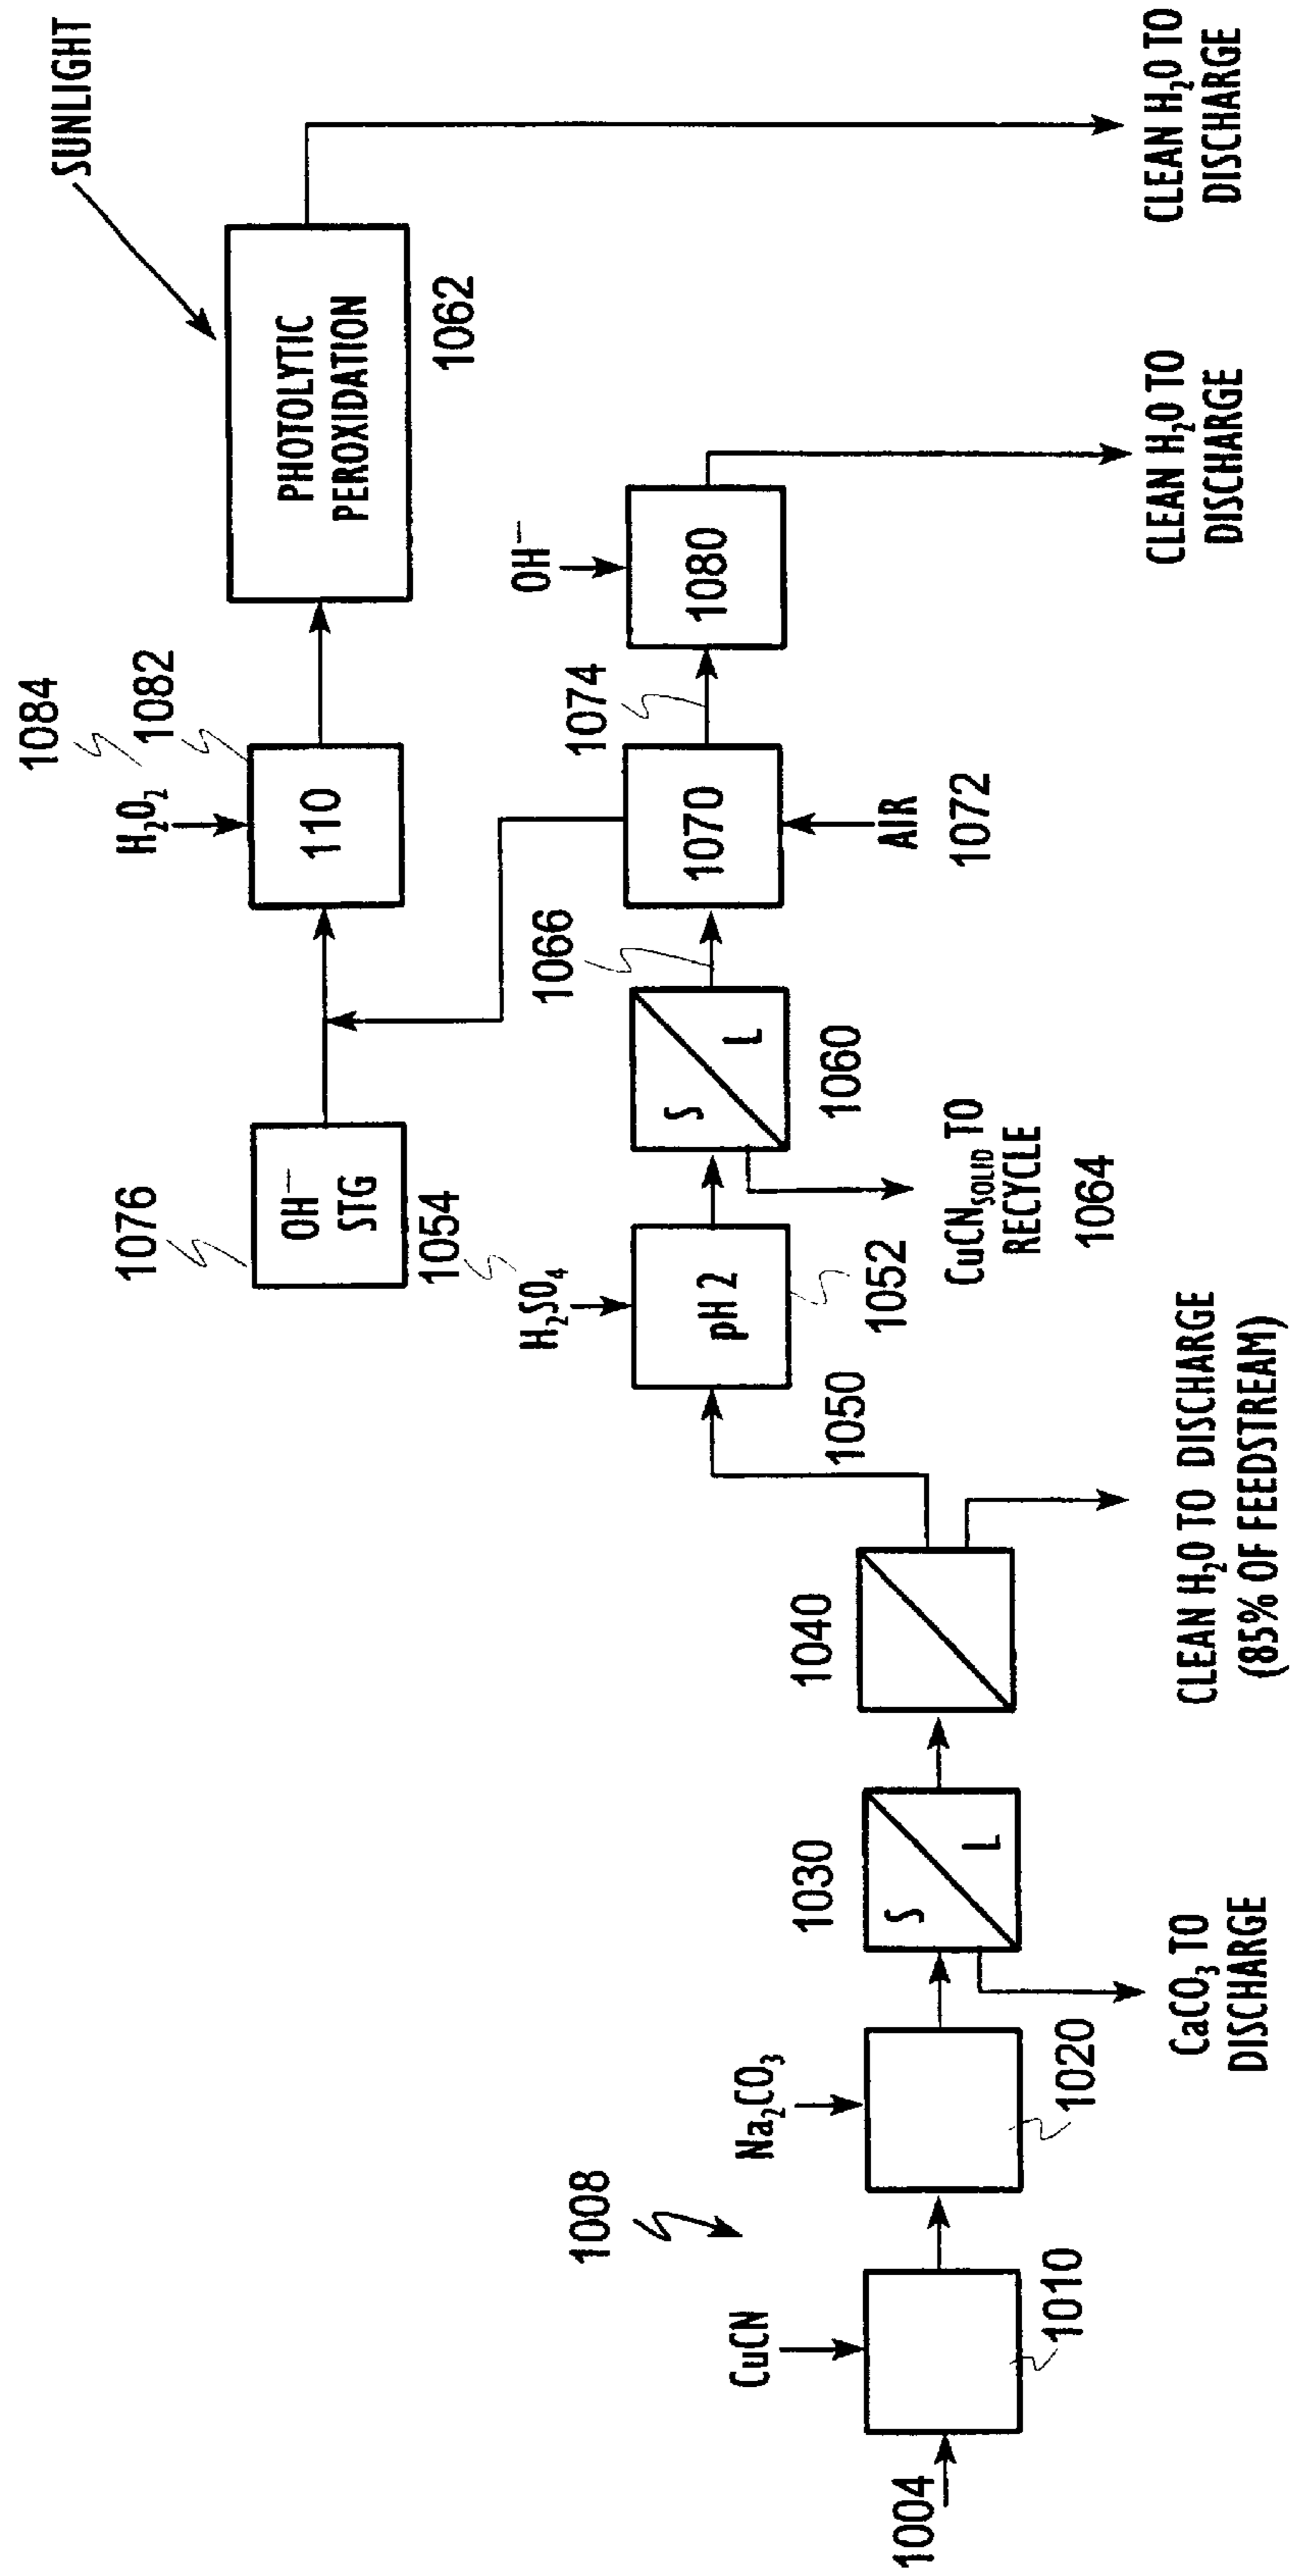 SUNLIGHT
1084
1082
H₂O₂
110
PHOTOLYTIC
PEROXIDATION
1062
1076
OH⁻
STG
1054
H₂SO₄
pH 2
1052
1050
S
L
1060
1066
CuCN_SOLID TO
RECYCLE
1064
1070
AIR
1072
1074
OH⁻
1080
CLEAN H₂O TO
DISCHARGE
CLEAN H₂O TO
DISCHARGE
1008
1004
CuCN
1010
Na₂CO₃
1020
1030
S
L
CaCO₃ TO
DISCHARGE
1040
CLEAN H₂O TO DISCHARGE
(85% OF FEEDSTREAM)